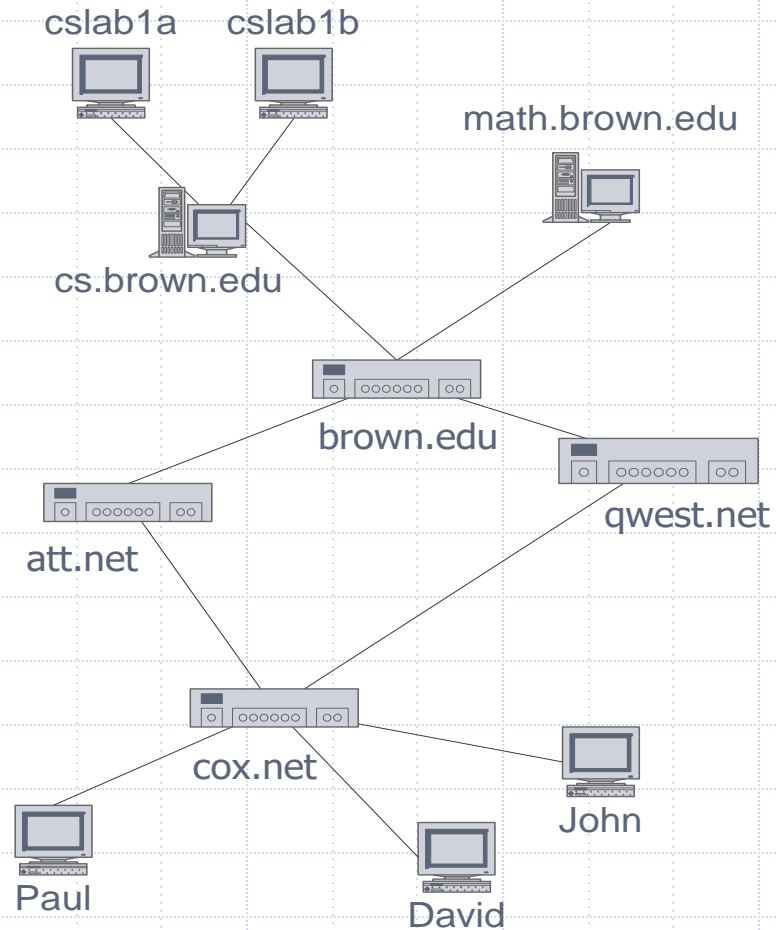 cslab1a
cslab1b
math.brown.edu
cs.brown.edu
brown.edu
qwest.net
att.net
cox.net
John
Paul
David